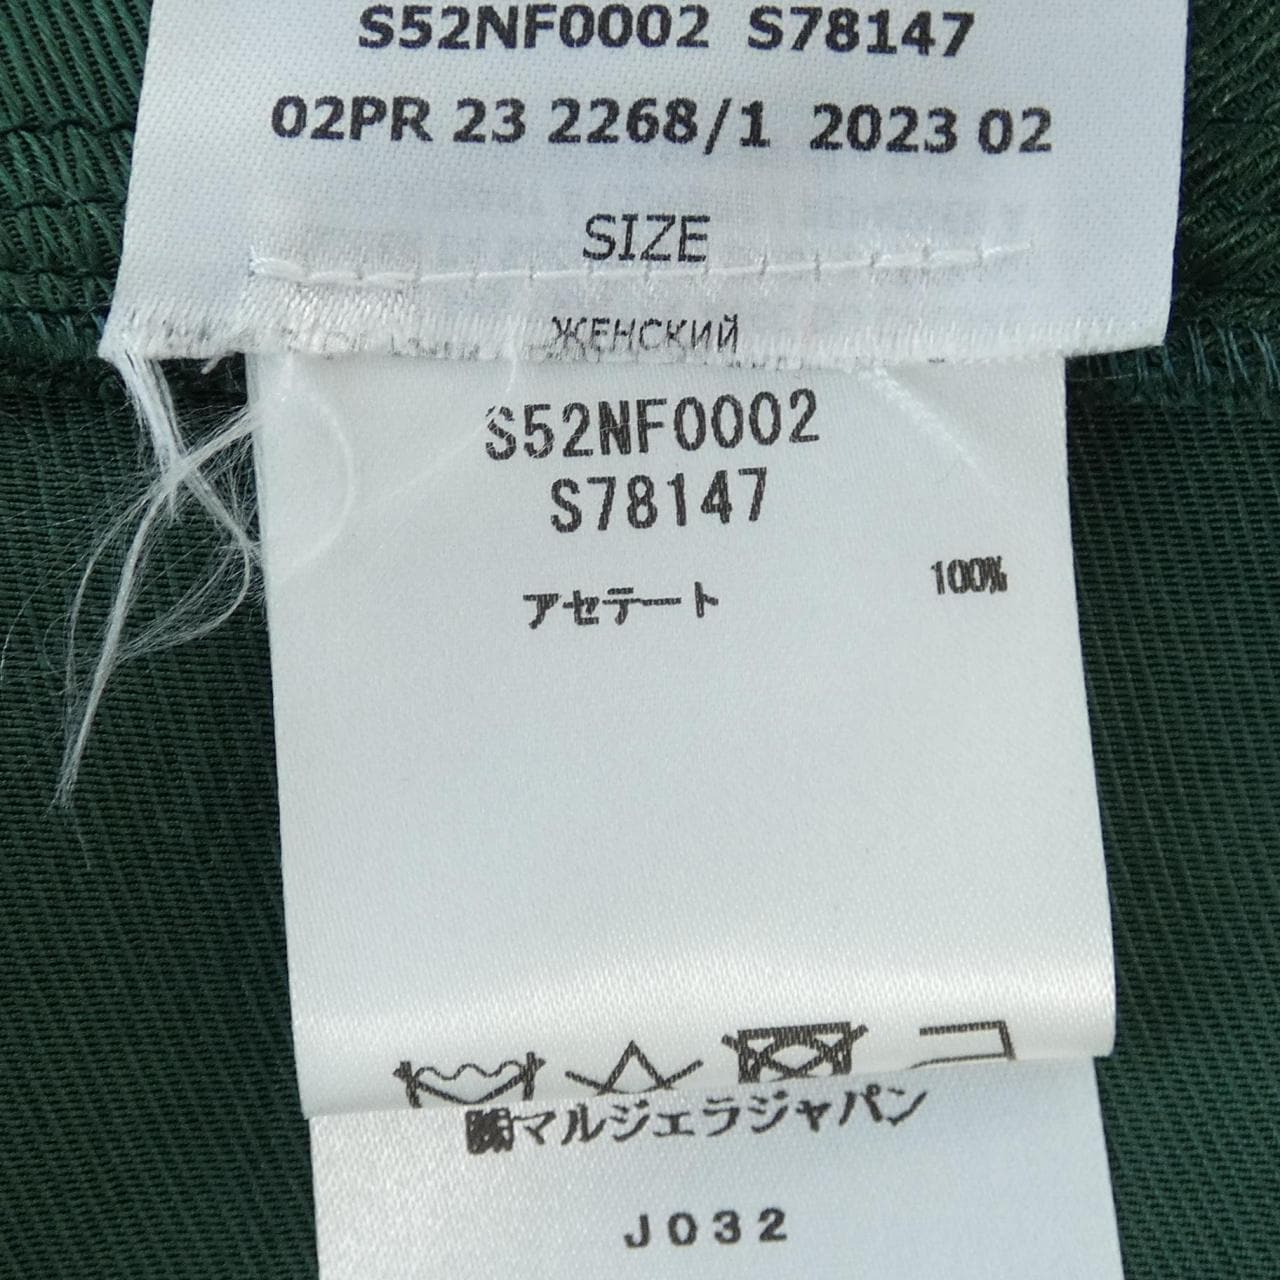 S52NF0002 S78147
02PR 23 2268/1 2023 02
SIZE
ЖЕНСКИЙ
S52NF0002
S78147
アセテート 100%
㈱マルジェラジャパン
J032